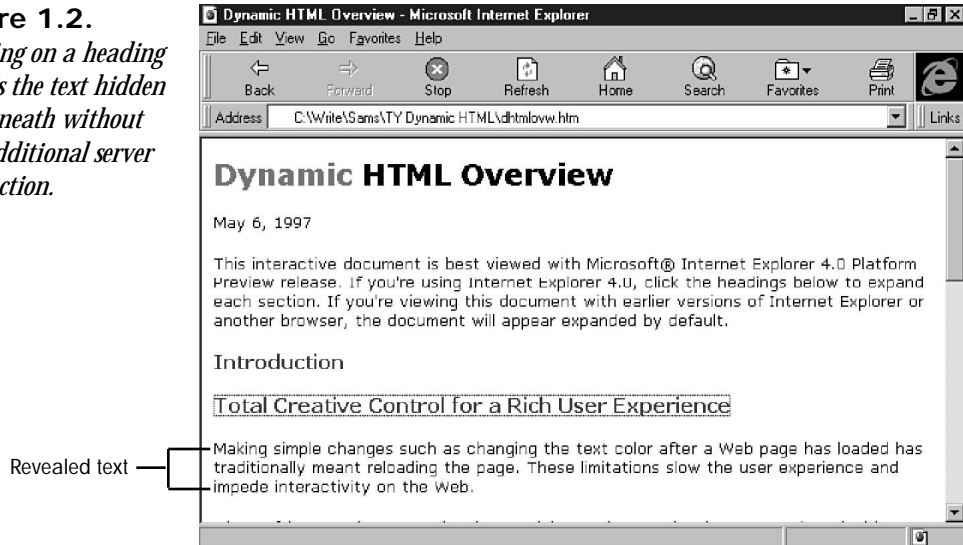 re 1.2.
ing on a heading
s the text hidden
neath without
dditional server
ction.
Dynamic HTML Overview - Microsoft Internet Explorer
File Edit View Go Favorites Help
Back Forward Stop Refresh Home Search Favorites Print
Address C:\Write\Sams\TY Dynamic HTML\dhtmlovw.htm Links
Dynamic HTML Overview
May 6, 1997
This interactive document is best viewed with Microsoft® Internet Explorer 4.0 Platform
Preview release. If you're using Internet Explorer 4.0, click the headings below to expand
each section. If you're viewing this document with earlier versions of Internet Explorer or
another browser, the document will appear expanded by default.
Introduction
Total Creative Control for a Rich User Experience
Revealed text
Making simple changes such as changing the text color after a Web page has loaded has
traditionally meant reloading the page. These limitations slow the user experience and
impede interactivity on the Web.